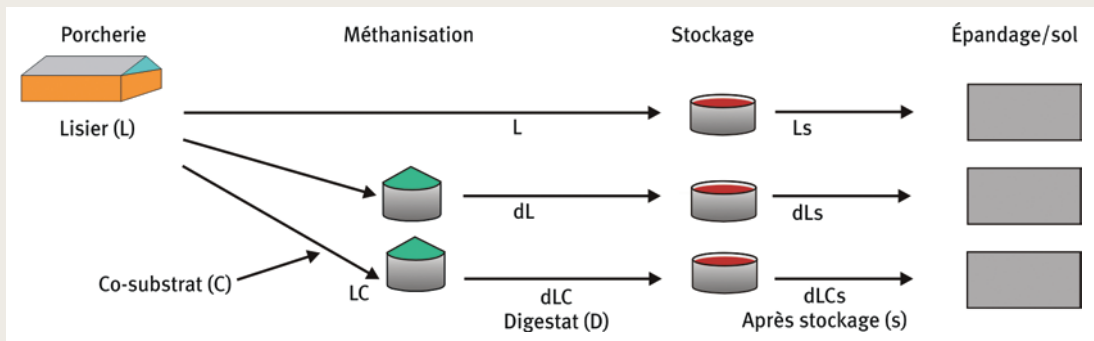 Porcherie
Méthanisation
Stockage
Épandage/sol
Lisier (L)
L
Ls
dL
dLs
Co-substrat (C)
LC
dLC
dLCs
Digestat (D)
Après stockage (s)